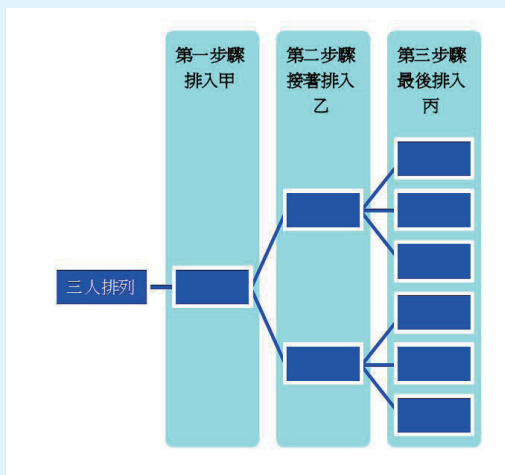 第一步驟
排入甲
第二步驟
接著排入
乙
第三步驟
最後排入
丙
三人排列